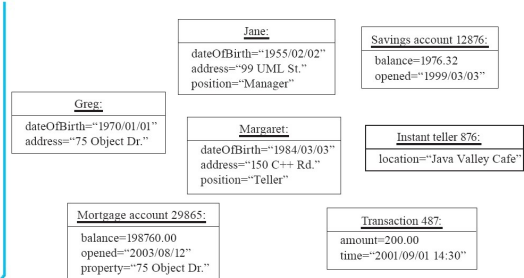 Jane:
dateOfBirth=“1955/02/02”
address=“99 UML St.”
position=“Manager”
Savings account 12876:
balance=1976.32
opened=“1999/03/03”
Greg:
dateOfBirth=“1970/01/01”
address=“75 Object Dr.”
Margaret:
dateOfBirth=“1984/03/03”
address=“150 C++ Rd.”
position=“Teller”
Instant teller 876:
location=“Java Valley Cafe”
Mortgage account 29865:
balance=198760.00
opened=“2003/08/12”
property=“75 Object Dr.”
Transaction 487:
amount=200.00
time=“2001/09/01 14:30”